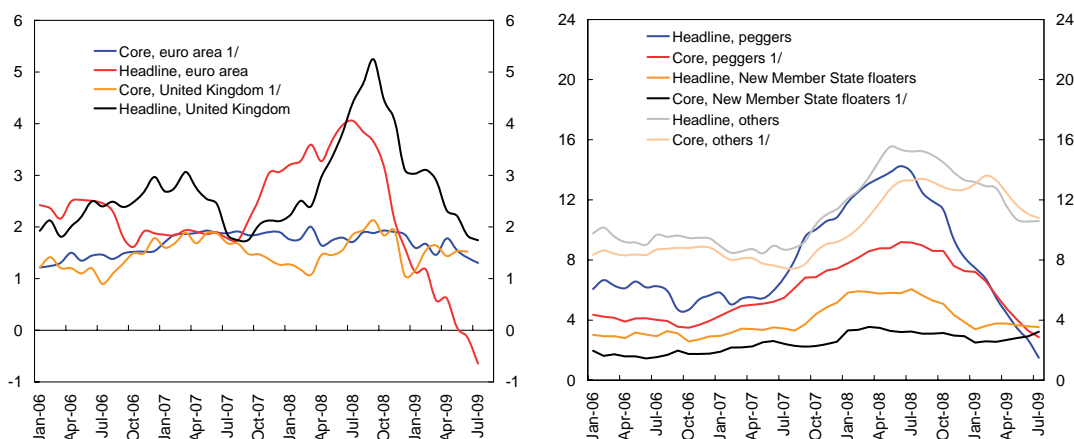 6
5
4
3
2
1
0
-1
6
5
4
3
2
1
0
-1
Core, euro area 1/
Headline, euro area
Core, United Kingdom 1/
Headline, United Kingdom
Jan-06
Apr-06
Jul-06
Oct-06
Jan-07
Apr-07
Jul-07
Oct-07
Jan-08
Apr-08
Jul-08
Oct-08
Jan-09
Apr-09
Jul-09
24
20
16
12
8
4
0
24
20
16
12
8
4
0
Headline, peggers
Core, peggers 1/
Headline, New Member State floaters
Core, New Member State floaters 1/
Headline, others
Core, others 1/
Jan-06
Apr-06
Jul-06
Oct-06
Jan-07
Apr-07
Jul-07
Oct-07
Jan-08
Apr-08
Jul-08
Oct-08
Jan-09
Apr-09
Jul-09